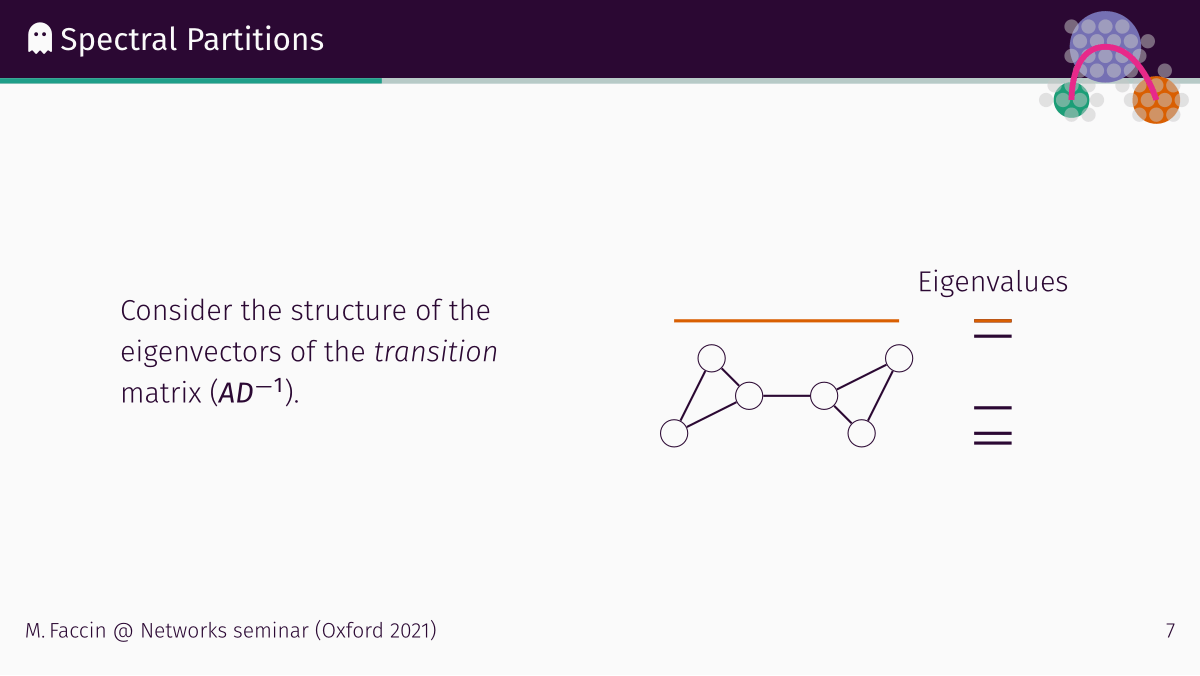 Spectral Partitions
Eigenvalues
Consider the structure of the
eigenvectors of the transition
matrix (AD⁻¹).
M. Faccin @ Networks seminar (Oxford 2021)
7